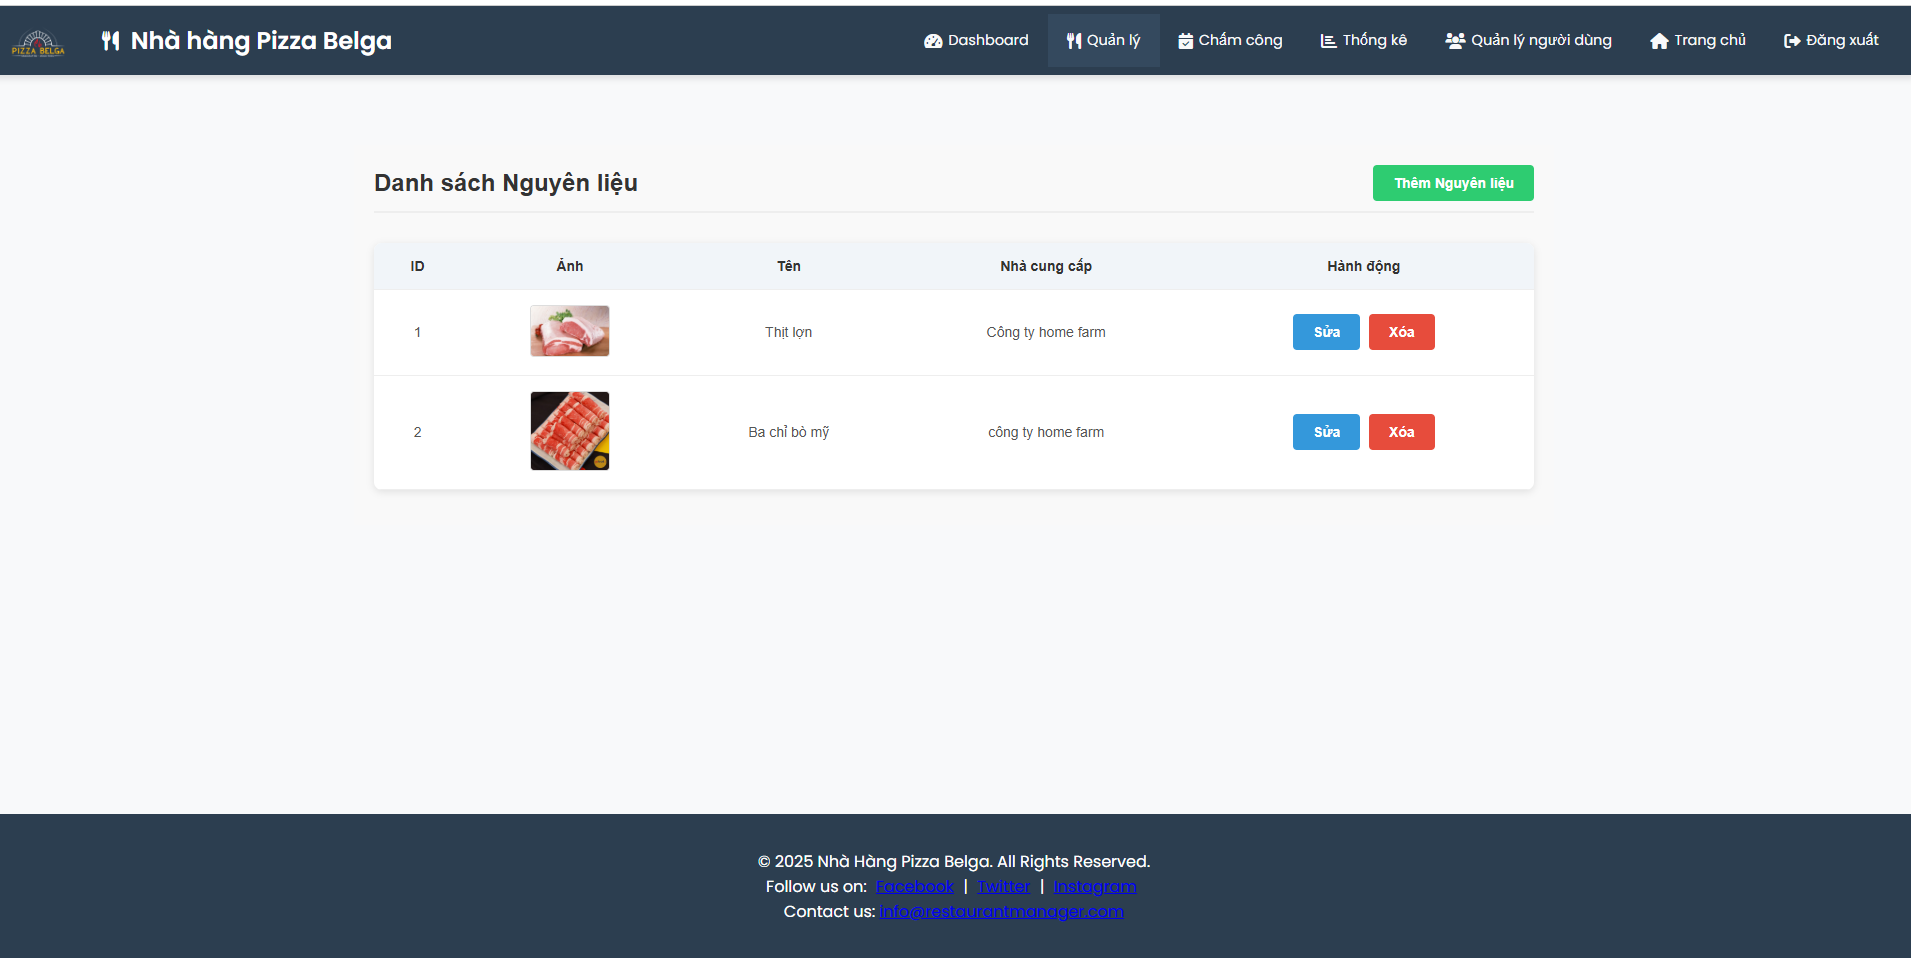 PIZZA BELGA
Nhà hàng Pizza Belga
Dashboard
Quản lý
Chấm công
Thống kê
Quản lý người dùng
Trang chủ
Đăng xuất
Danh sách Nguyên liệu
Thêm Nguyên liệu
ID Ảnh Tên Nhà cung cấp Hành động
1 Thịt lợn Công ty home farm Sửa Xóa
2 Ba chỉ bò mỹ công ty home farm Sửa Xóa
© 2025 Nhà Hàng Pizza Belga. All Rights Reserved.
Follow us on: Facebook | Twitter | Instagram
Contact us: info@restaurantmanager.com